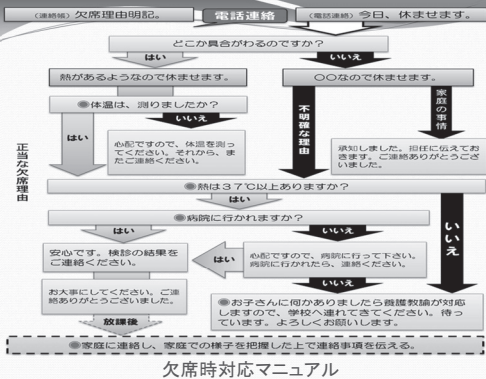 （連絡帳）欠席理由明記。
電話連絡
（電話連絡）今日、休ませます。
どこか具合がわるのですか？
はい
いいえ
熱があるようなので休ませます。
〇〇なので休ませます。
●体温は、測りましたか？
はい
いいえ
不明確な理由
家庭の事情
正当な欠席理由
心配ですので、体温を測っ
てください。それから、ま
たご連絡ください。
承知しました。担任に伝えてお
きます。ご連絡ありがとうござ
いました。
●熱は３７℃以上ありますか？
はい
いいえ
●病院に行かれますか？
はい
いいえ
安心です。検診の結果を
ご連絡ください。
はい
心配ですので、病院に行って下さい。
病院に行かれたら、連絡ください。
お大事にしてください。ご連
絡ありがとうございました。
●お子さんに何かありましたら養護教諭が対応
しますので、学校へ連れてきてください。待っ
ています。よろしくお願いします。
放課後
●家庭に連絡し、家庭での様子を把握した上で連絡事項を伝える。
欠席時対応マニュアル